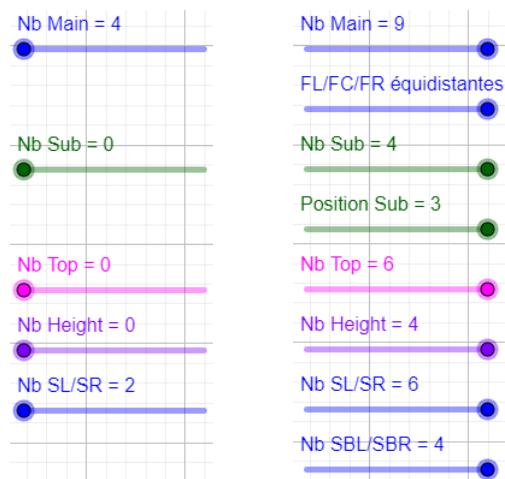 Nb Main = 4
Nb Sub = 0
Nb Top = 0
Nb Height = 0
Nb SL/SR = 2
Nb Main = 9
FL/FC/FR équidistantes
Nb Sub = 4
Position Sub = 3
Nb Top = 6
Nb Height = 4
Nb SL/SR = 6
Nb SBL/SBR = 4